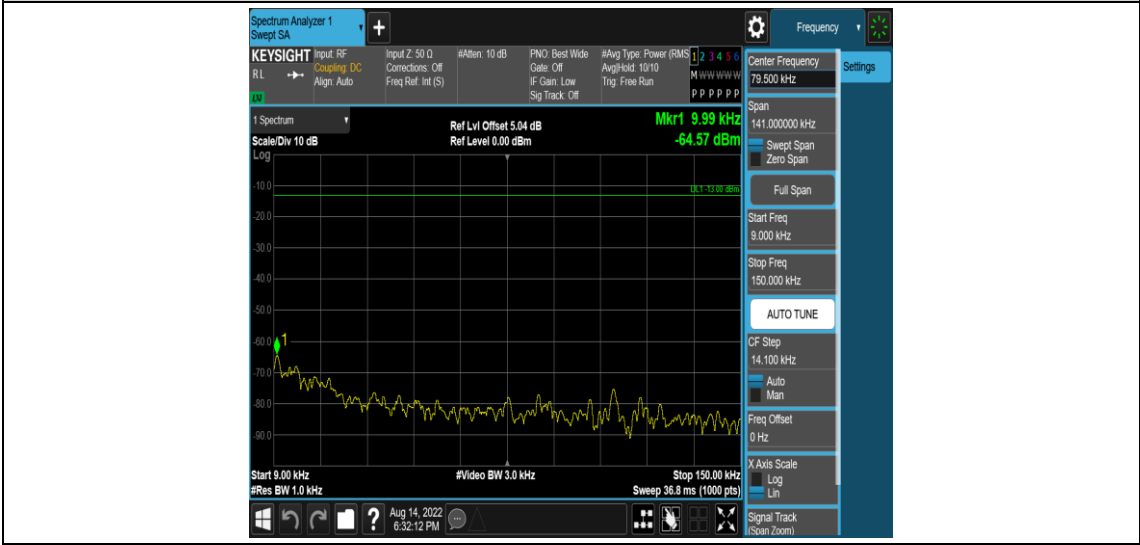 Spectrum Analyzer 1
Swept SA
+
Frequency
KEYSIGHT
Input: RF
Input Z: 50 Ω
#Atten: 10 dB
PNO: Best Wide
#Avg Type: Power (RMS
1 2 3 4 5 6
RL
Coupling: DC
Corrections: Off
Gate: Off
Avg|Hold: 10/10
M W W W W W
Align: Auto
Freq Ref: Int (S)
IF Gain: Low
Trig: Free Run
Sig Track: Off
P P P P P P
LM
1 Spectrum
Scale/Div 10 dB
Log
Ref Lvl Offset 5.04 dB
Ref Level 0.00 dBm
Mkr1 9.99 kHz
-64.57 dBm
DL1 -13.00 dBm
-10.0
-20.0
-30.0
-40.0
-50.0
-60.0
1
-70.0
-80.0
-90.0
Start 9.00 kHz
#Video BW 3.0 kHz
Stop 150.00 kHz
#Res BW 1.0 kHz
Sweep 36.8 ms (1000 pts)
?
Aug 14, 2022
6:32:12 PM
Center Frequency
79.500 kHz
Settings
Span
141.000000 kHz
Swept Span
Zero Span
Full Span
Start Freq
9.000 kHz
Stop Freq
150.000 kHz
AUTO TUNE
CF Step
14.100 kHz
Auto
Man
Freq Offset
0 Hz
X Axis Scale
Log
Lin
Signal Track
(Span Zoom)